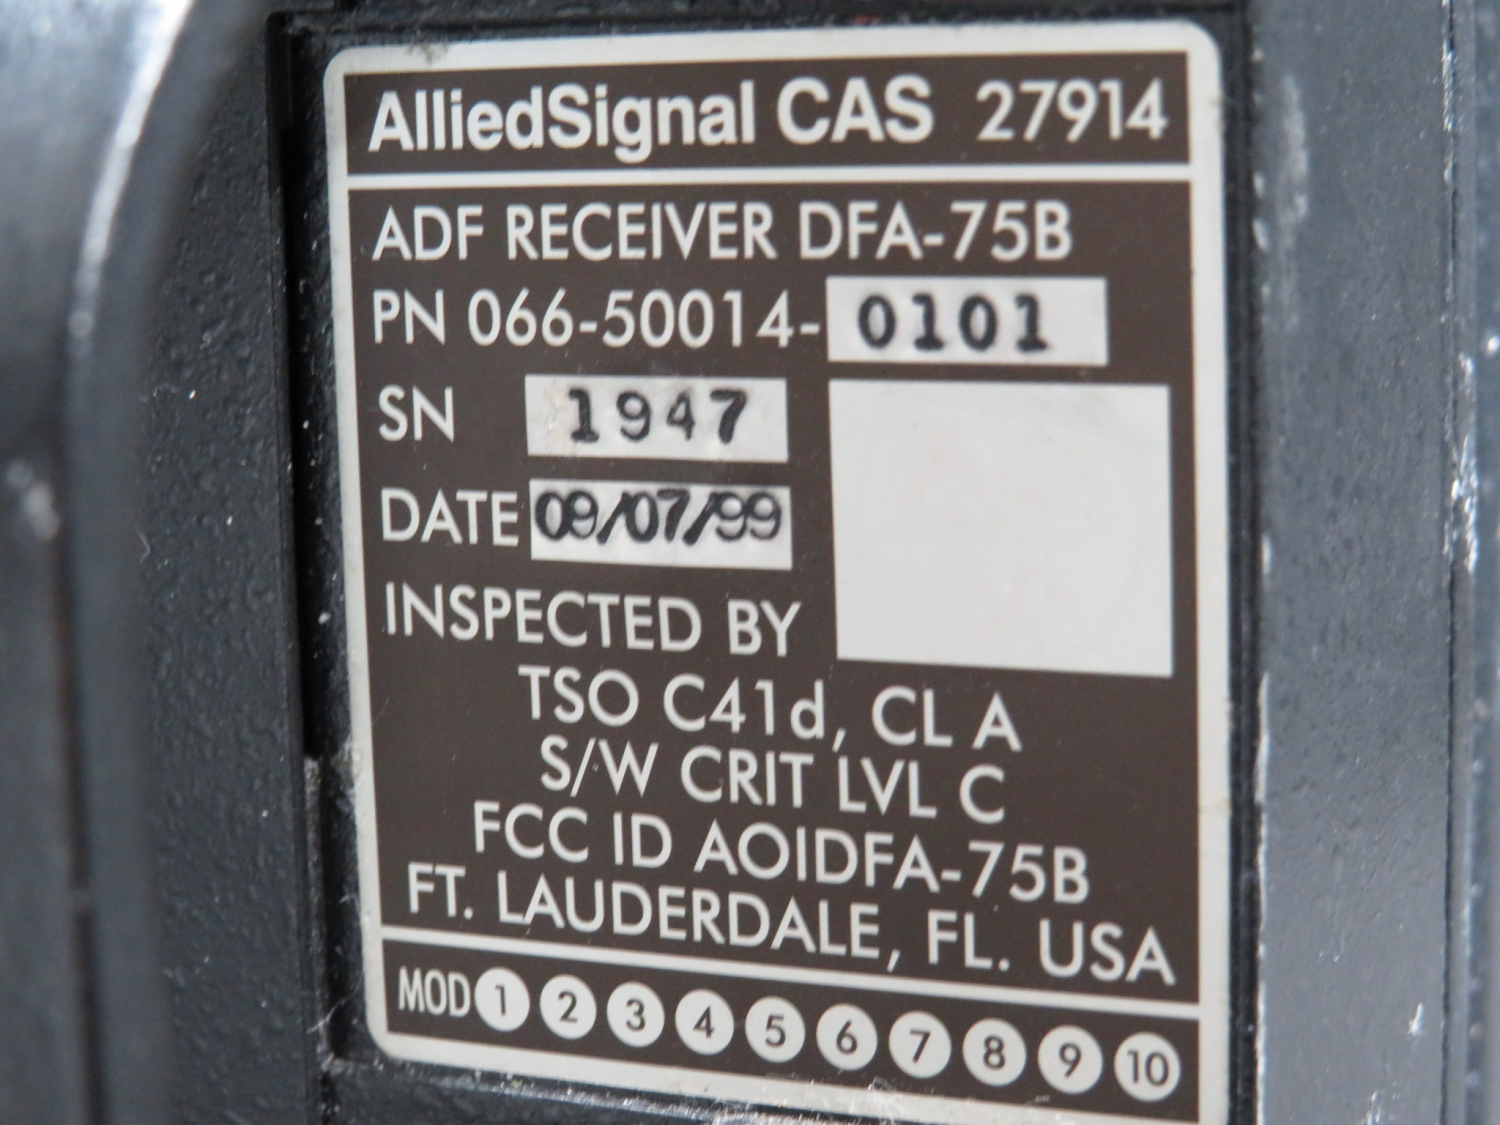 AlliedSignal CAS 27914
ADF RECEIVER DFA-75B
PN 066-50014-0101
SN 1947
DATE 09/07/99
INSPECTED BY
TSO C41d, CL A
S/W CRIT LVL C
FCC ID AOIDFA-75B
FT. LAUDERDALE, FL. USA
MOD 1 2 3 4 5 6 7 8 9 10